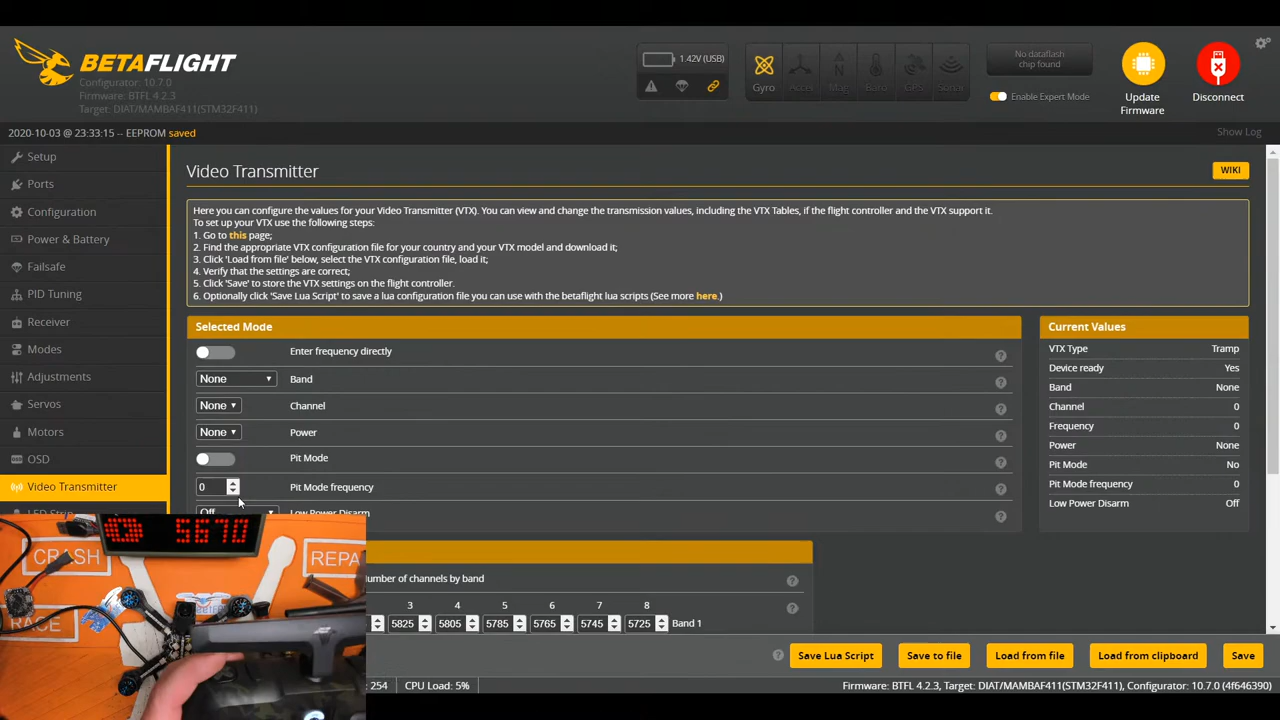 BETAFLIGHT
Configurator: 10.7.0
Firmware: BTFL 4.2.3
Target: DIAT/MAMBAF411(STM32F411)
1.42V (USB)
Gyro
Accel
Mag
Baro
GPS
Sonar
No dataflash
chip found
Enable Expert Mode
Update
Firmware
Disconnect
2020-10-03 @ 23:33:15 -- EEPROM saved
Show Log
Setup
Ports
Configuration
Power & Battery
Failsafe
PID Tuning
Receiver
Modes
Adjustments
Servos
Motors
OSD
Video Transmitter
LED Strip
Video Transmitter
WIKI
Here you can configure the values for your Video Transmitter (VTX). You can view and change the transmission values, including the VTX Tables, if the flight controller and the VTX support it.
To set up your VTX use the following steps:
1. Go to this page;
2. Find the appropriate VTX configuration file for your country and your VTX model and download it;
3. Click 'Load from file' below, select the VTX configuration file, load it;
4. Verify that the settings are correct;
5. Click 'Save' to store the VTX settings on the flight controller.
6. Optionally click 'Save Lua Script' to save a lua configuration file you can use with the betaflight lua scripts (See more here.)
Selected Mode
Enter frequency directly
None Band
None Channel
None Power
Pit Mode
0 Pit Mode frequency
Off Low Power Disarm
Current Values
VTX Type Tramp
Device ready Yes
Band None
Channel 0
Frequency 0
Power None
Pit Mode No
Pit Mode frequency 0
Low Power Disarm Off
umber of channels by band
3 4 5 6 7 8
5825 5805 5785 5765 5745 5725 Band 1
CRASH
5670
REPA
RACE
Save Lua Script
Save to file
Load from file
Load from clipboard
Save
254
CPU Load: 5%
Firmware: BTFL 4.2.3, Target: DIAT/MAMBAF411(STM32F411), Configurator: 10.7.0 (4f646390)